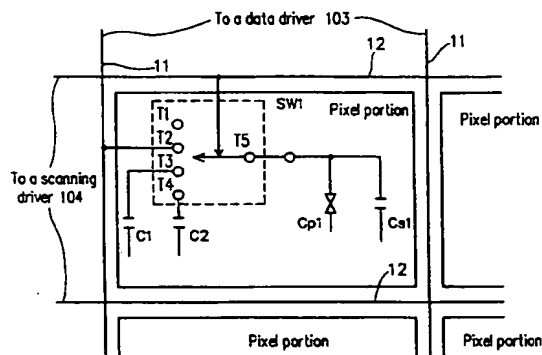 To a data driver 103
11
12
11
SW1
Pixel portion
Pixel portion
T1
T2
T5
T3
T4
To a scanning
driver 104
C1
C2
Cp1
Cs1
12
Pixel portion
Pixel portion